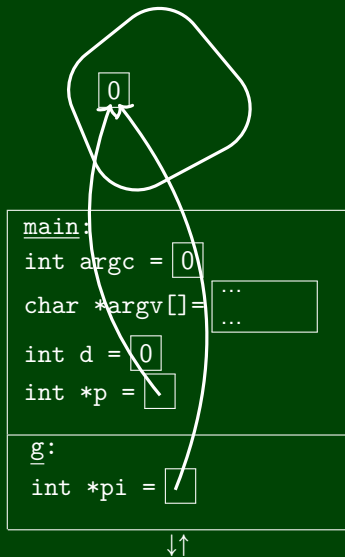 0
main:
int argc = 0
char *argv[]= ...
...
int d = 0
int *p =
g:
int *pi =
↓↑